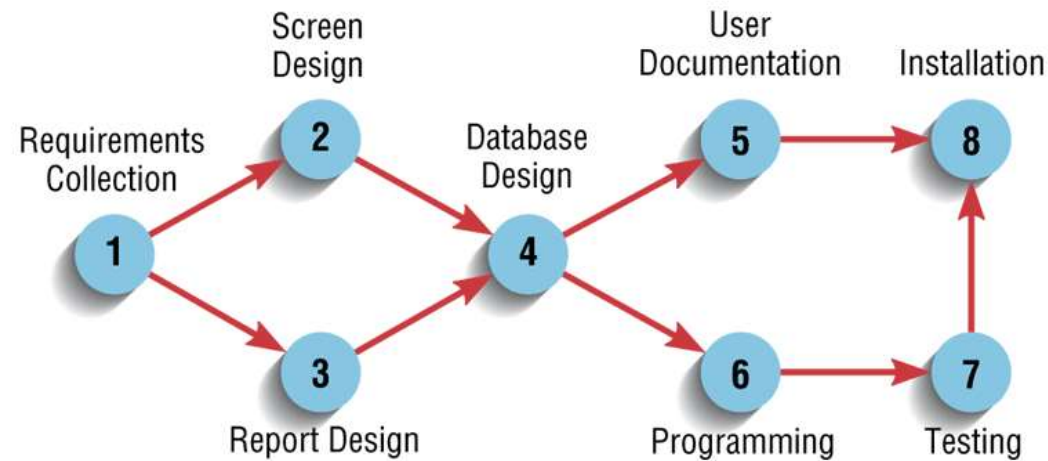 Screen
Design
2
Requirements
Collection
1
3
Report Design
Database
Design
4
User
Documentation
5
Installation
8
6
Programming
7
Testing